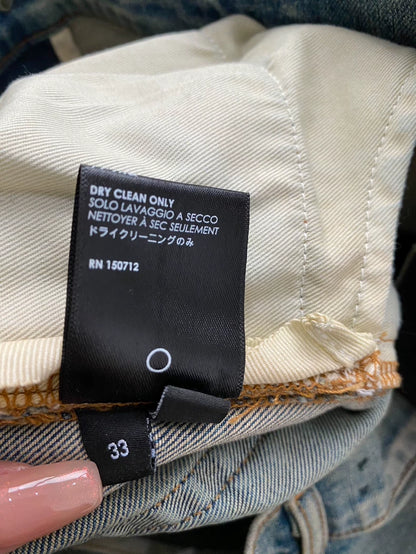 DRY CLEAN ONLY
SOLO LAVAGGIO A SECCO
NETTOYER À SEC SEULEMENT
ドライクリーニングのみ
RN 150712
33